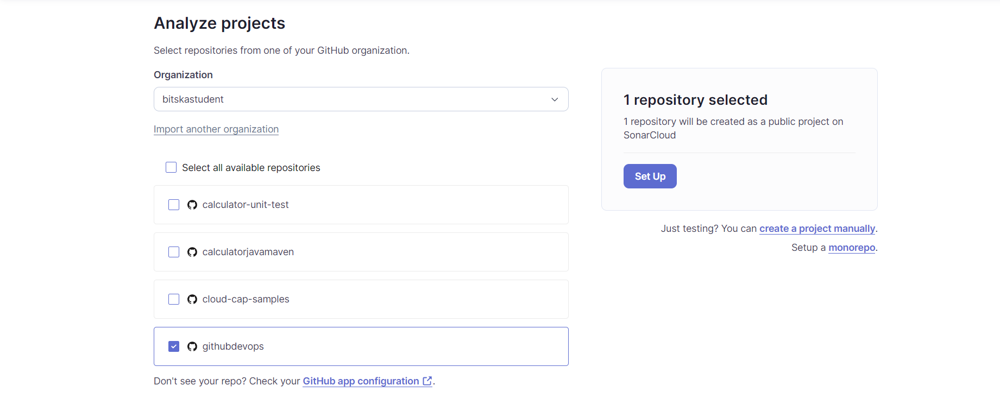 Analyze projects
Select repositories from one of your GitHub organization.
Organization
bitskastudent
Import another organization
Select all available repositories
calculator-unit-test
calculatorjavamaven
cloud-cap-samples
githubdevops
Don't see your repo? Check your GitHub app configuration.
1 repository selected
1 repository will be created as a public project on
SonarCloud
Set Up
Just testing? You can create a project manually.
Setup a monorepo.